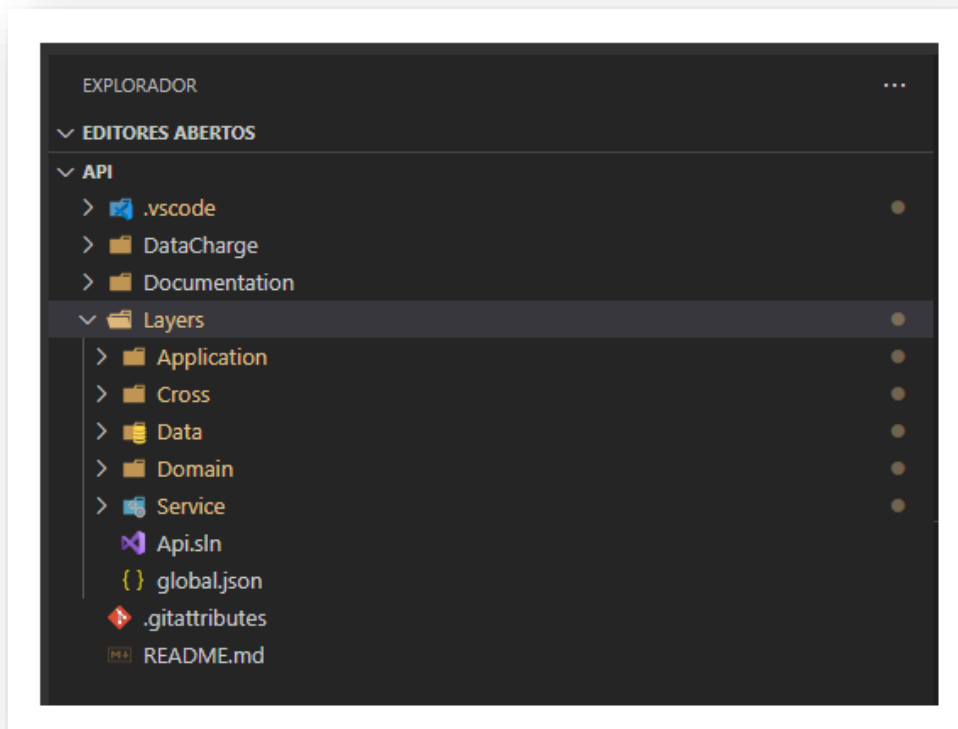 EXPLORADOR
EDITORES ABERTOS
API
.vscode
DataCharge
Documentation
Layers
Application
Cross
Data
Domain
Service
Api.sln
{ } global.json
.gitattributes
M↓ README.md